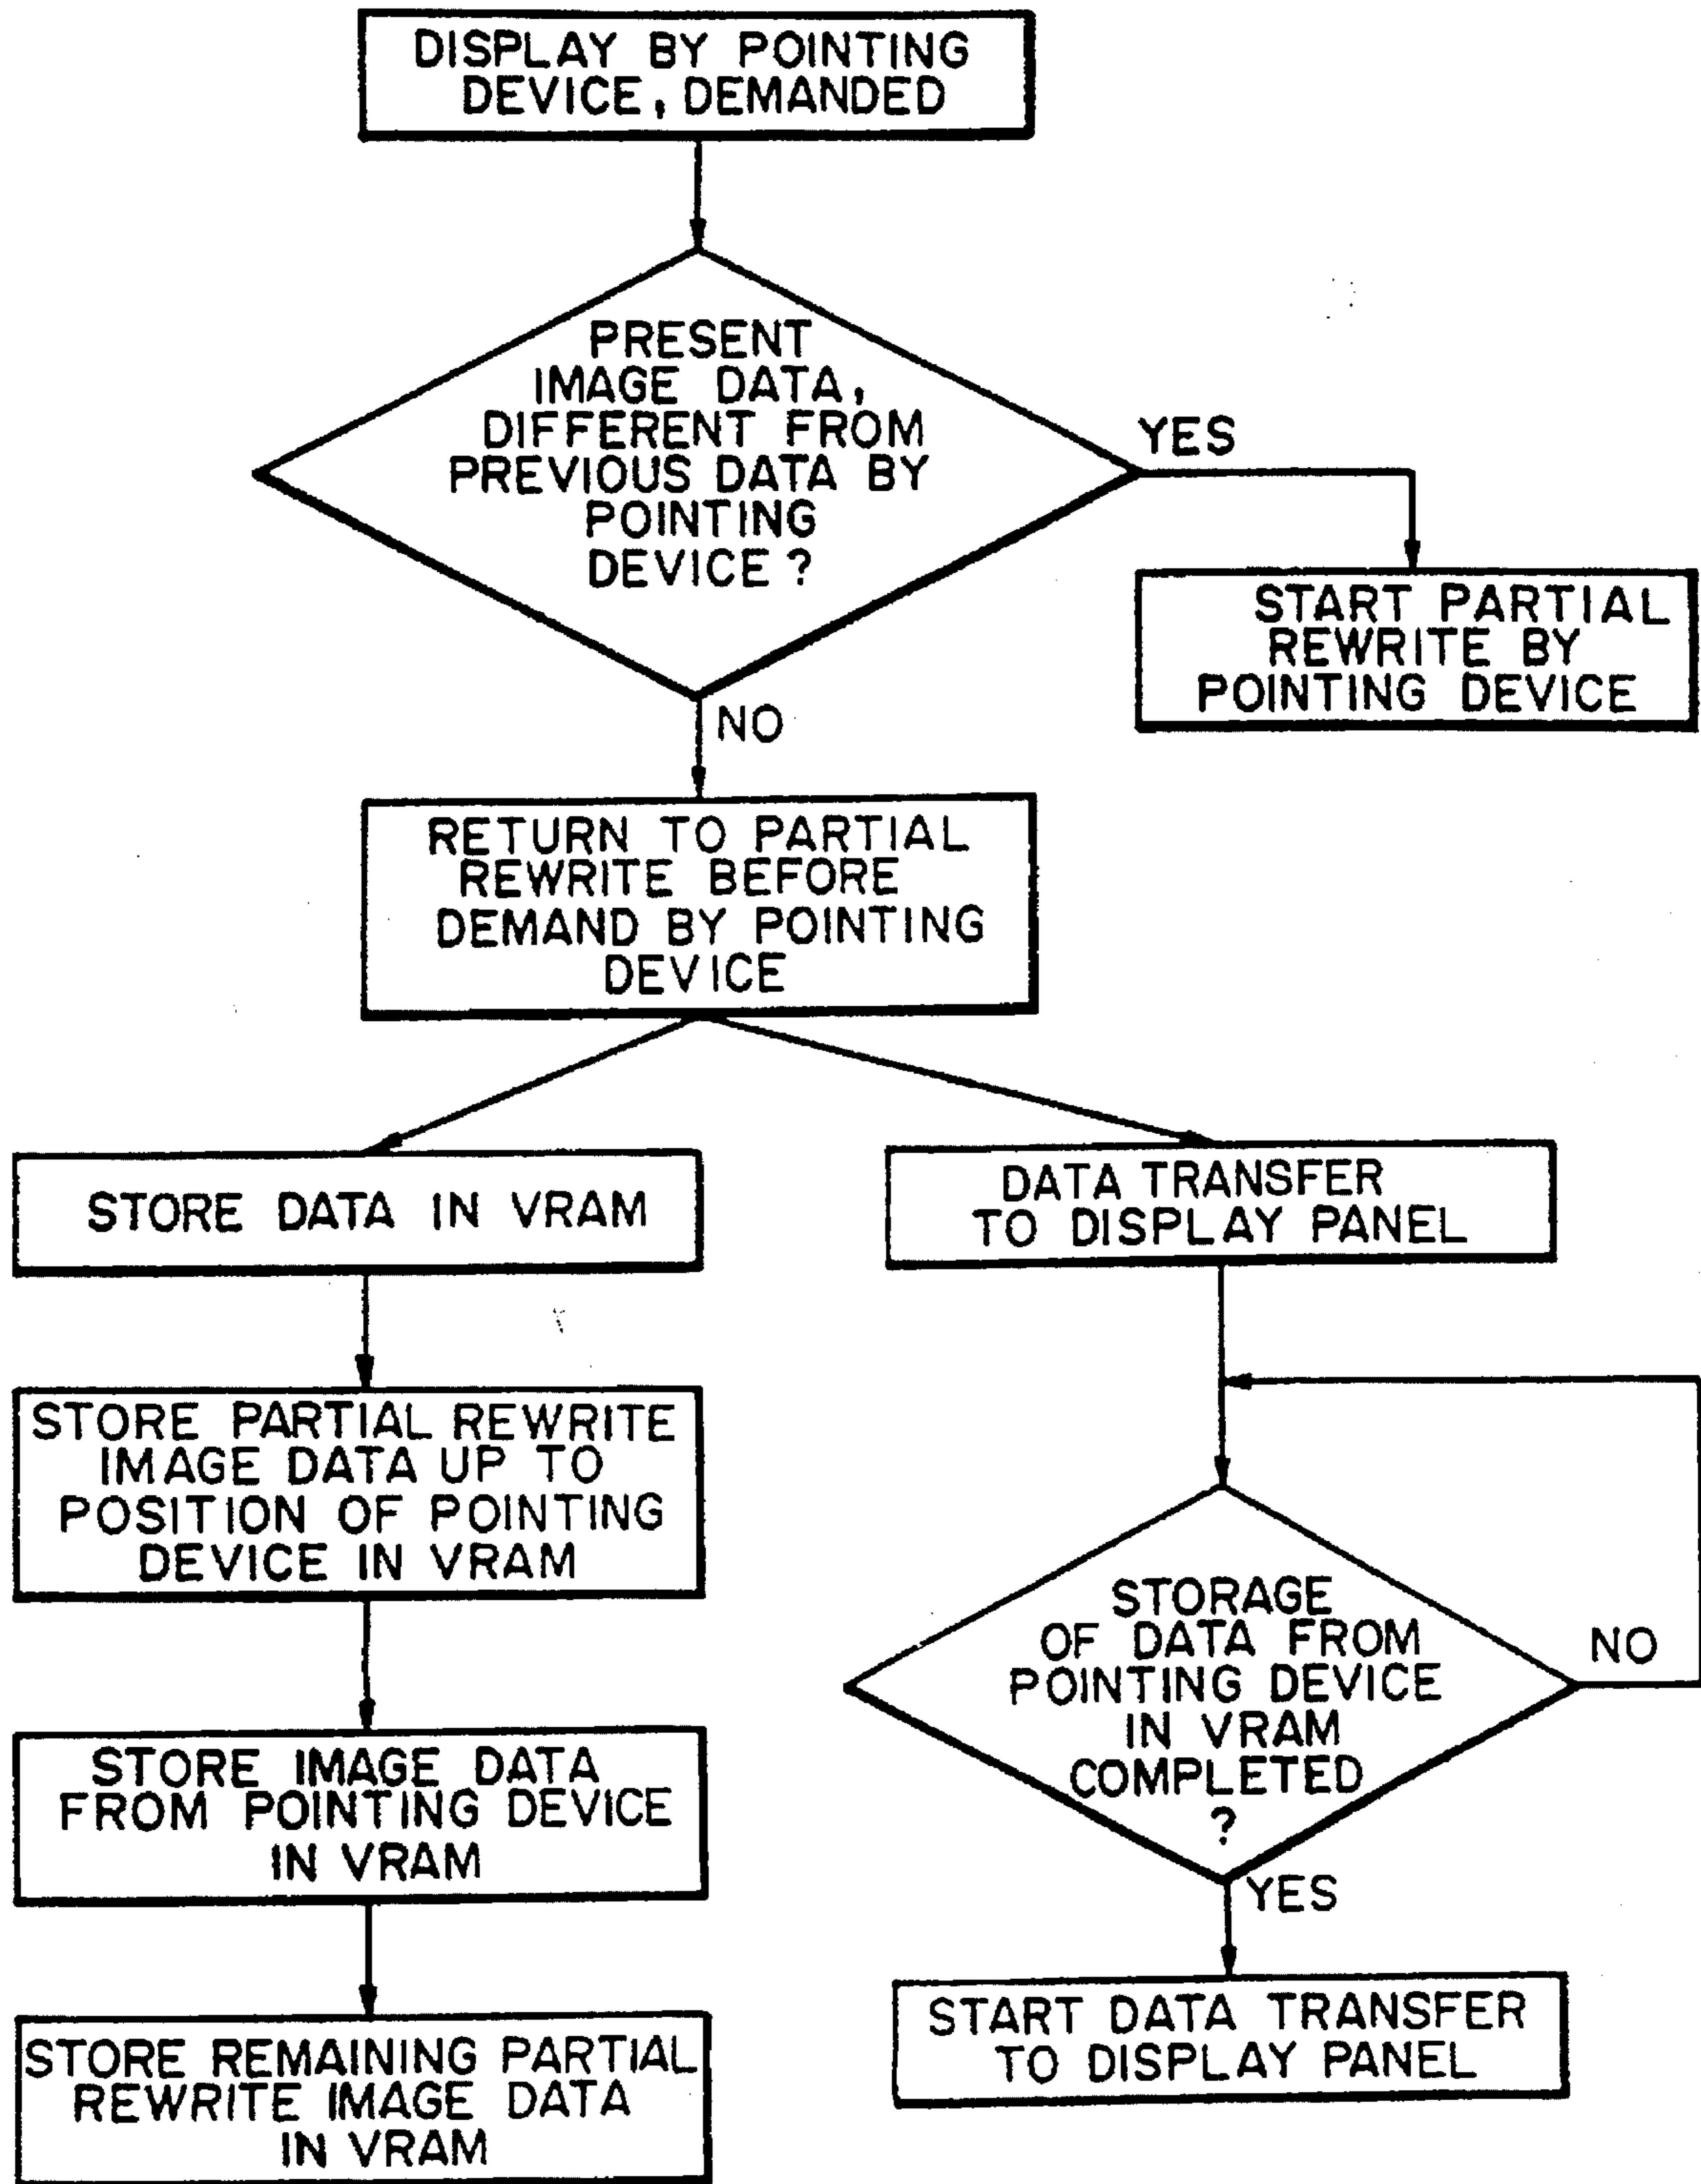 DISPLAY BY POINTING
DEVICE, DEMANDED
PRESENT
IMAGE DATA,
DIFFERENT FROM
PREVIOUS DATA BY
POINTING
DEVICE ?
YES
START PARTIAL
REWRITE BY
POINTING DEVICE
NO
RETURN TO PARTIAL
REWRITE BEFORE
DEMAND BY POINTING
DEVICE
STORE DATA IN VRAM
STORE PARTIAL REWRITE
IMAGE DATA UP TO
POSITION OF POINTING
DEVICE IN VRAM
STORE IMAGE DATA
FROM POINTING DEVICE
IN VRAM
STORE REMAINING PARTIAL
REWRITE IMAGE DATA
IN VRAM
DATA TRANSFER
TO DISPLAY PANEL
STORAGE
OF DATA FROM
POINTING DEVICE
IN VRAM
COMPLETED
?
NO
YES
START DATA TRANSFER
TO DISPLAY PANEL